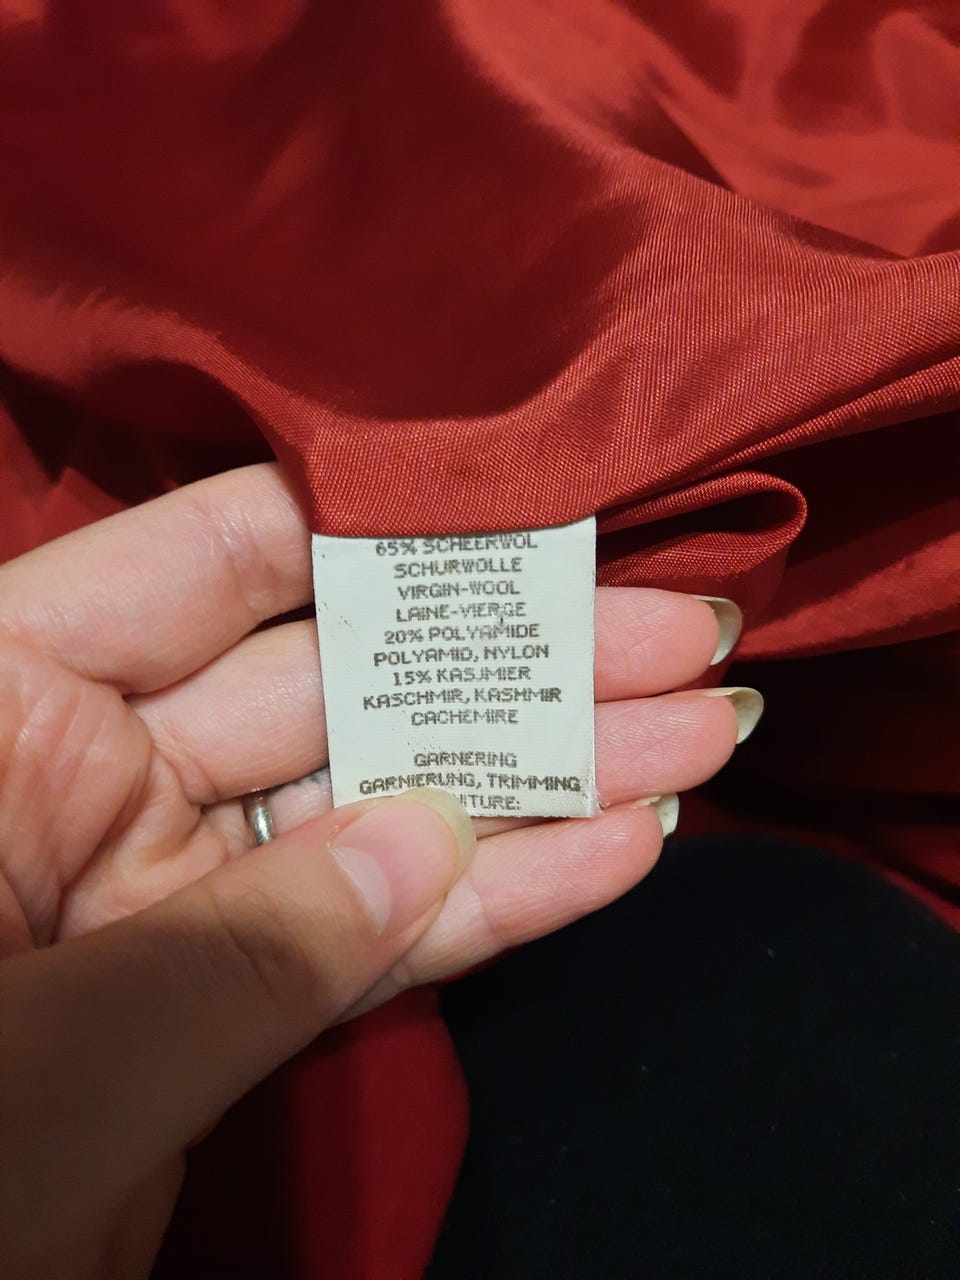 65% SCHEERWOL
SCHURWOLLE
VIRGIN-WOOL
LAINE-VIERGE
20% POLYAMIDE
POLYAMID, NYLON
15% KASJMIER
KASCHMIR, KASHMIR
CACHEMIRE
GARNERING
GARNIERUNG, TRIMMING